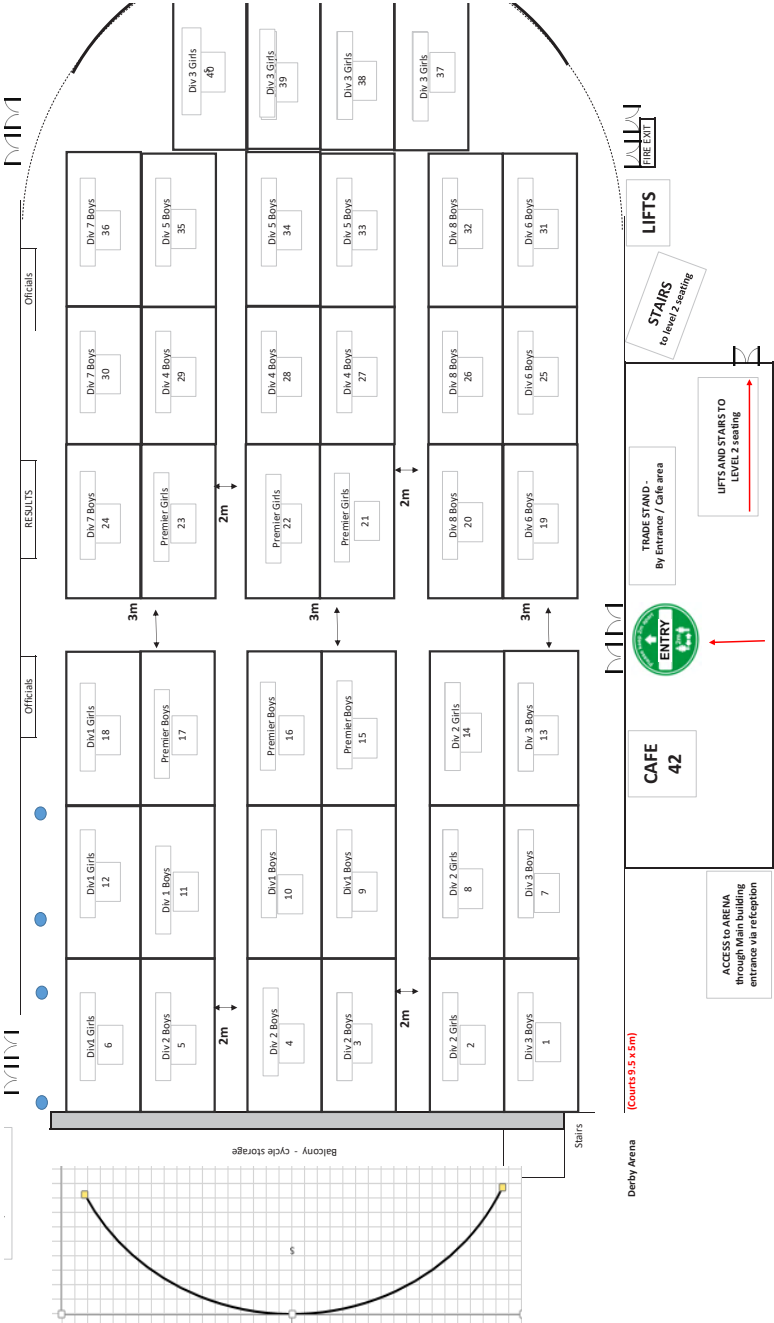 Div 3 Girls
40
Div 3 Girls
39
Div 3 Girls
38
Div 3 Girls
37
FIRE EXIT
LIFTS
STAIRS
to level 2 seating
Div 7 Boys
36
Div 5 Boys
35
Div 5 Boys
34
Div 5 Boys
33
Div 8 Boys
32
Div 6 Boys
31
Oficials
Div 7 Boys
30
Div 4 Boys
29
Div 4 Boys
28
Div 4 Boys
27
Div 8 Boys
26
Div 6 Boys
25
RESULTS
Div 7 Boys
24
Premier Girls
23
Premier Girls
22
Premier Girls
21
Div 8 Boys
20
Div 6 Boys
19
2m
2m
3m
3m
3m
LIFTS AND STAIRS TO
LEVEL 2 seating
TRADE STAND -
By Entrance / Cafe area
Please keep 2m apart
ENTRY
2m
Officials
Div1 Girls
18
Premier Boys
17
Premier Boys
16
Premier Boys
15
Div 2 Girls
14
Div 3 Boys
13
CAFE
42
Div1 Girls
12
Div 1 Boys
11
Div1 Boys
10
Div1 Boys
9
Div 2 Girls
8
Div 3 Boys
7
ACCESS to ARENA
through Main building
entrance via refception
Div1 Girls
6
Div 2 Boys
5
Div 2 Boys
4
Div 2 Boys
3
Div 2 Girls
2
Div 3 Boys
1
2m
2m
(Courts 9.5 x 5m)
Derby Arena
Balcony - cycle storage
Stairs
S